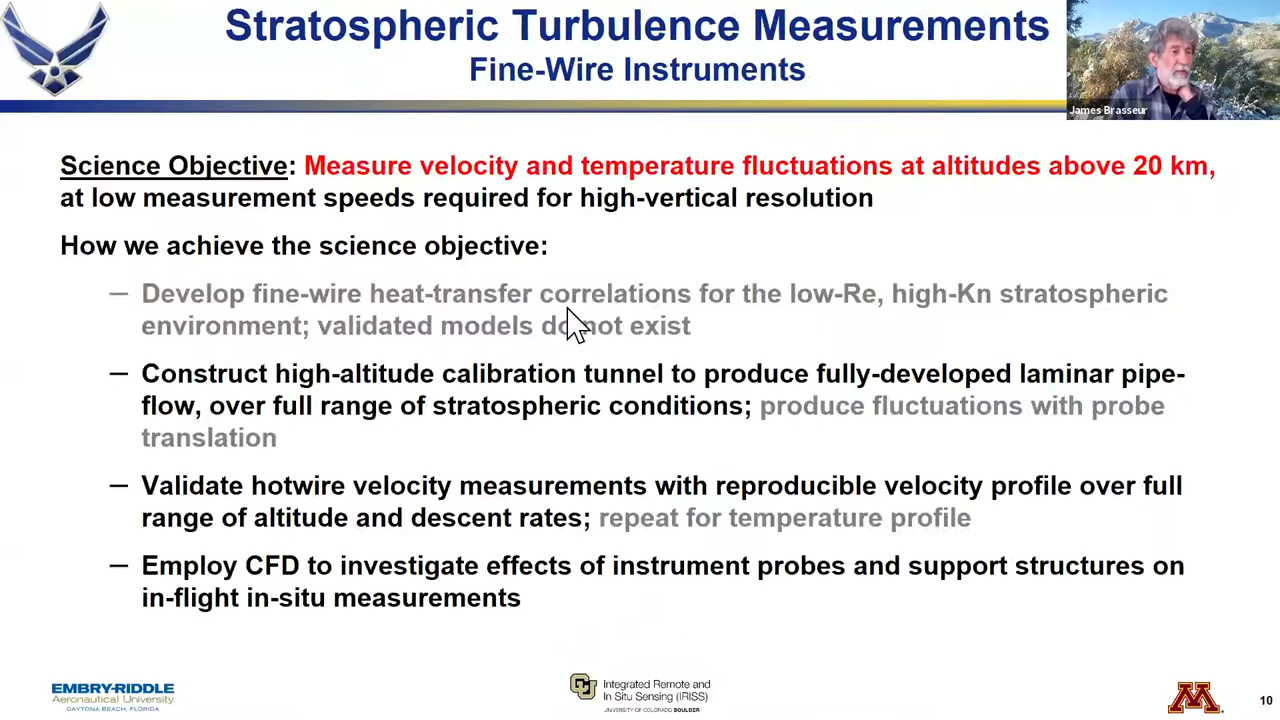 Stratospheric Turbulence Measurements
Fine-Wire Instruments
James Brasseur
Science Objective: Measure velocity and temperature fluctuations at altitudes above 20 km,
at low measurement speeds required for high-vertical resolution
How we achieve the science objective:
– Develop fine-wire heat-transfer correlations for the low-Re, high-Kn stratospheric
environment; validated models do not exist
– Construct high-altitude calibration tunnel to produce fully-developed laminar pipe-
flow, over full range of stratospheric conditions; produce fluctuations with probe
translation
– Validate hotwire velocity measurements with reproducible velocity profile over full
range of altitude and descent rates; repeat for temperature profile
– Employ CFD to investigate effects of instrument probes and support structures on
in-flight in-situ measurements
EMBRY-RIDDLE
Aeronautical University
DAYTONA BEACH, FLORIDA
CU
Integrated Remote and
In Situ Sensing (IRISS)
UNIVERSITY OF COLORADO BOULDER
M
10